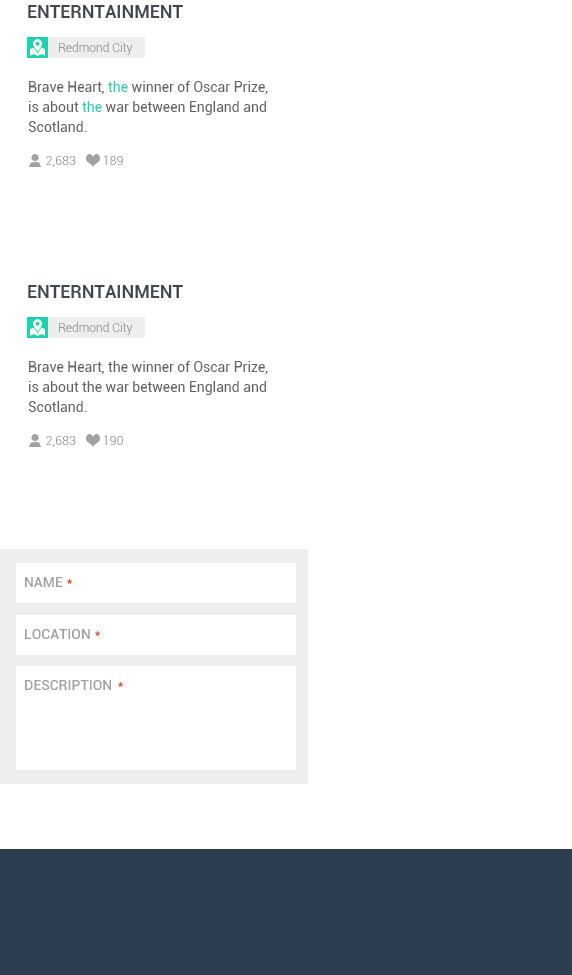 ENTERNTAINMENT
Redmond City
Brave Heart, the winner of Oscar Prize,
is about the war between England and
Scotland.
2,683 189
ENTERNTAINMENT
Redmond City
Brave Heart, the winner of Oscar Prize,
is about the war between England and
Scotland.
2,683 190
NAME *
LOCATION *
DESCRIPTION *